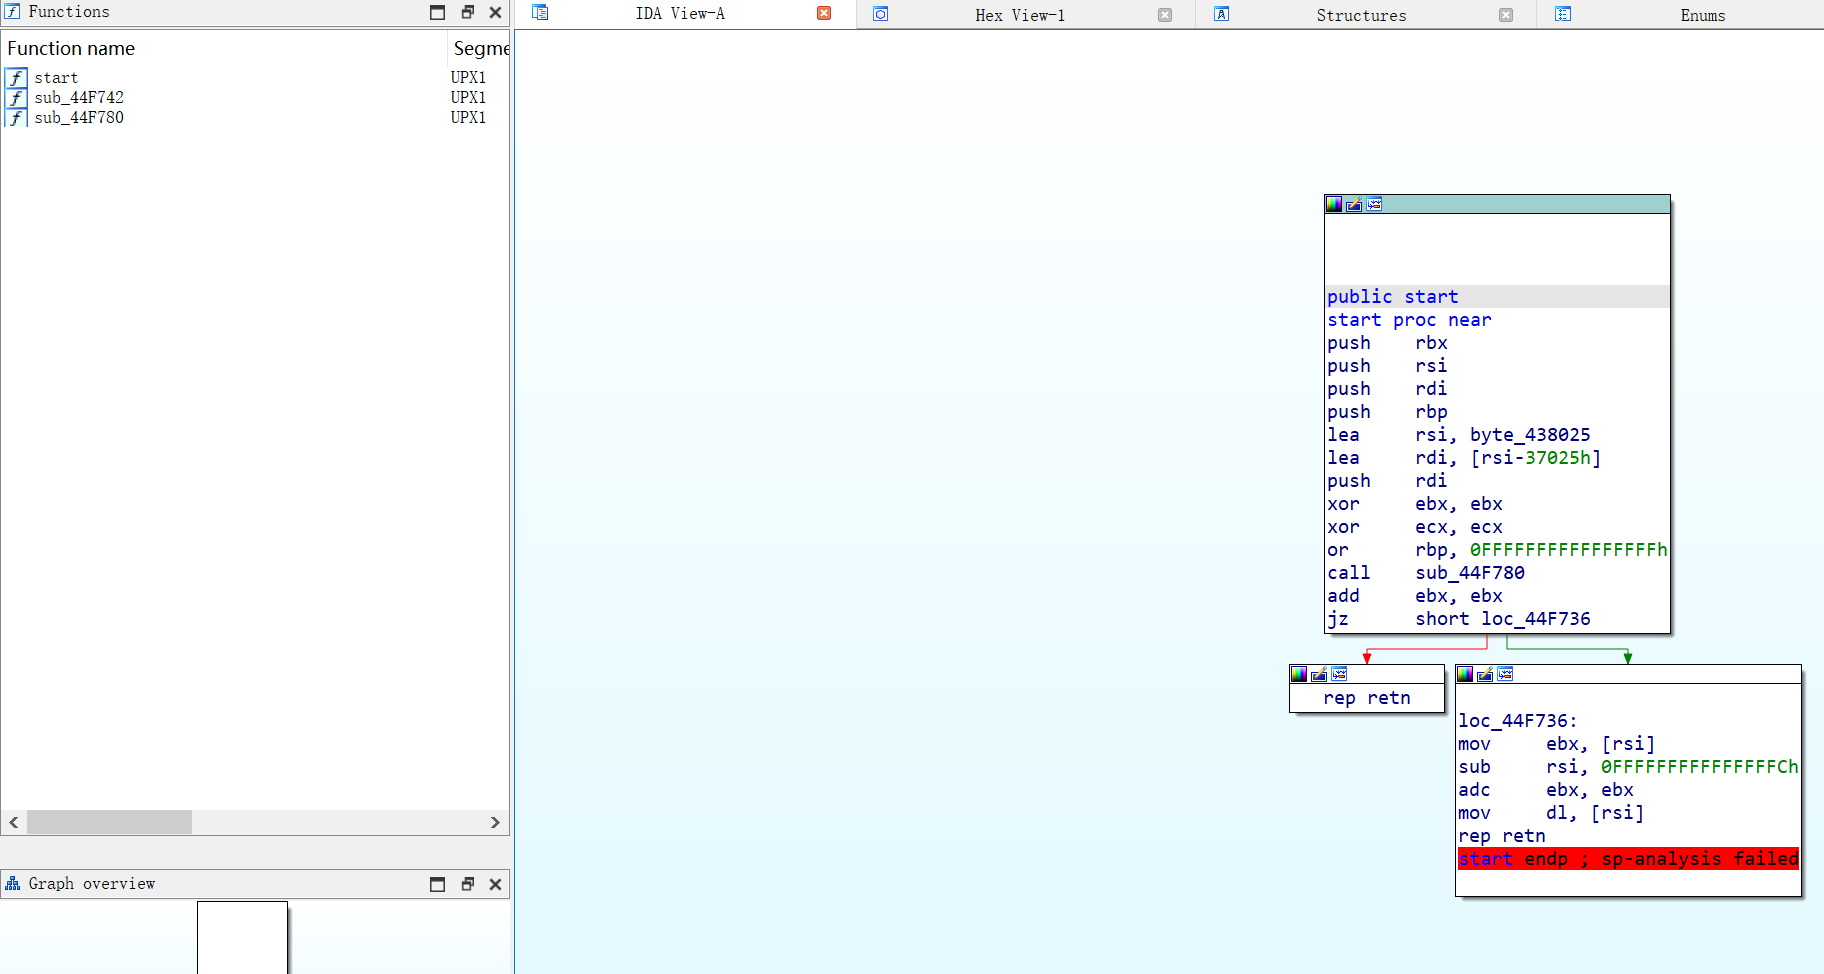 Functions
Function name Segme
start UPX1
sub_44F742 UPX1
sub_44F780 UPX1
Graph overview
IDA View-A
Hex View-1
Structures
Enums
public start
start proc near
push rbx
push rsi
push rdi
push rbp
lea rsi, byte_438025
lea rdi, [rsi-37025h]
push rdi
xor ebx, ebx
xor ecx, ecx
or rbp, 0FFFFFFFFFFFFFFFFh
call sub_44F780
add ebx, ebx
jz short loc_44F736
rep retn
loc_44F736:
mov ebx, [rsi]
sub rsi, 0FFFFFFFFFFFFFFFCh
adc ebx, ebx
mov dl, [rsi]
rep retn
start endp ; sp-analysis failed